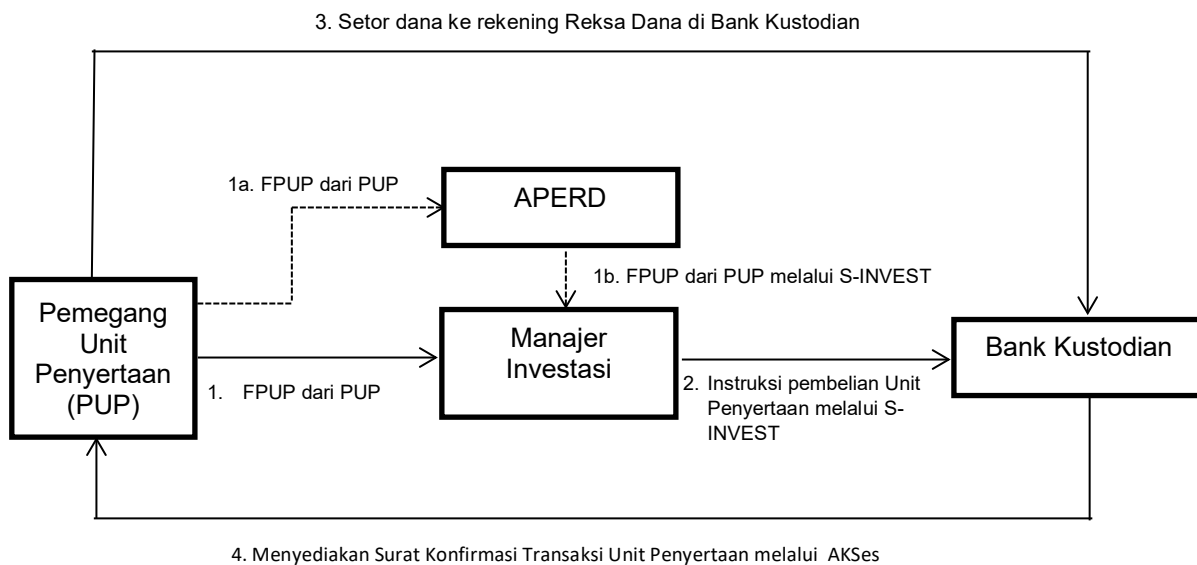 3. Setor dana ke rekening Reksa Dana di Bank Kustodian
1a. FPUP dari PUP
APERD
1b. FPUP dari PUP melalui S-INVEST
Pemegang
Unit
Penyertaan
(PUP)
Manajer
Investasi
Bank Kustodian
1. FPUP dari PUP
2. Instruksi pembelian Unit
Penyertaan melalui S-
INVEST
4. Menyediakan Surat Konfirmasi Transaksi Unit Penyertaan melalui AKSes